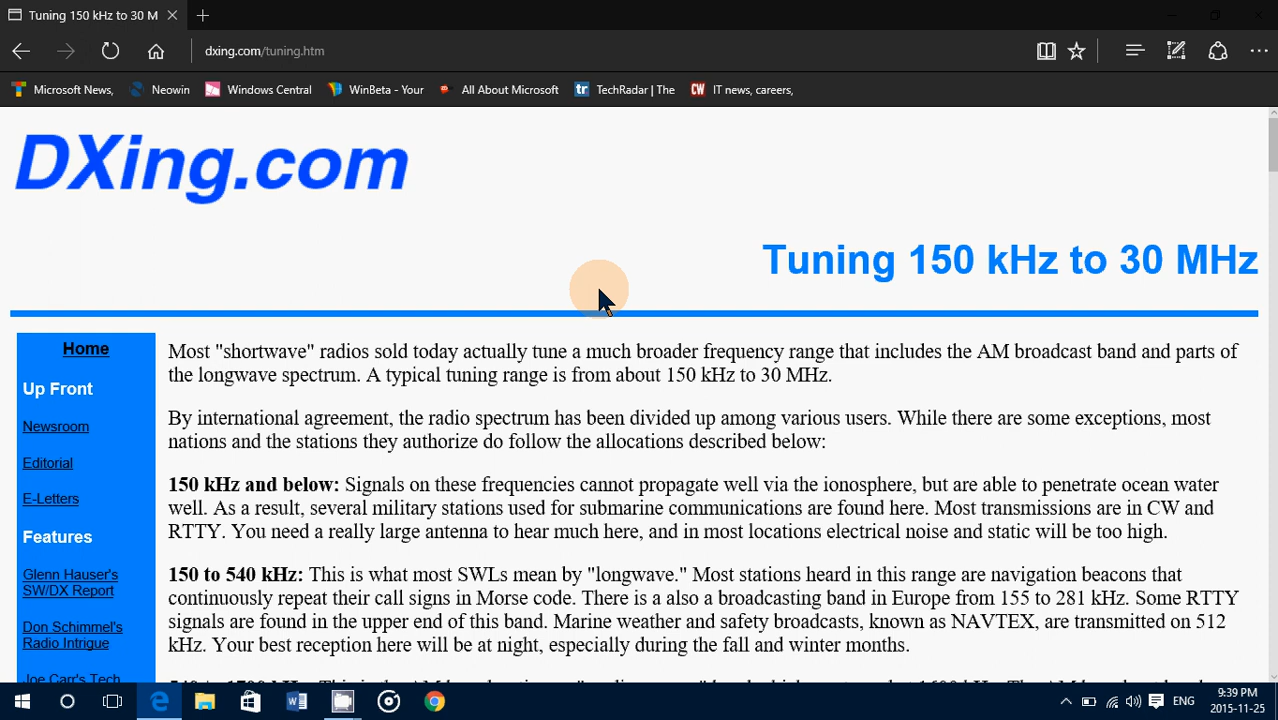 Tuning 150 kHz to 30 M
dxing.com/tuning.htm
Microsoft News, Neowin Windows Central WinBeta - Your All About Microsoft tr TechRadar | The CW IT news, careers,
DXing.com
Tuning 150 kHz to 30 MHz
Home
Up Front
Newsroom
Editorial
E-Letters
Features
Glenn Hauser's
SW/DX Report
Don Schimmel's
Radio Intrigue
Joe Carr's Tech
Most "shortwave" radios sold today actually tune a much broader frequency range that includes the AM broadcast band and parts of
the longwave spectrum. A typical tuning range is from about 150 kHz to 30 MHz.
By international agreement, the radio spectrum has been divided up among various users. While there are some exceptions, most
nations and the stations they authorize do follow the allocations described below:
150 kHz and below: Signals on these frequencies cannot propagate well via the ionosphere, but are able to penetrate ocean water
well. As a result, several military stations used for submarine communications are found here. Most transmissions are in CW and
RTTY. You need a really large antenna to hear much here, and in most locations electrical noise and static will be too high.
150 to 540 kHz: This is what most SWLs mean by "longwave." Most stations heard in this range are navigation beacons that
continuously repeat their call signs in Morse code. There is a also a broadcasting band in Europe from 155 to 281 kHz. Some RTTY
signals are found in the upper end of this band. Marine weather and safety broadcasts, known as NAVTEX, are transmitted on 512
kHz. Your best reception here will be at night, especially during the fall and winter months.
ENG
9:39 PM
2015-11-25